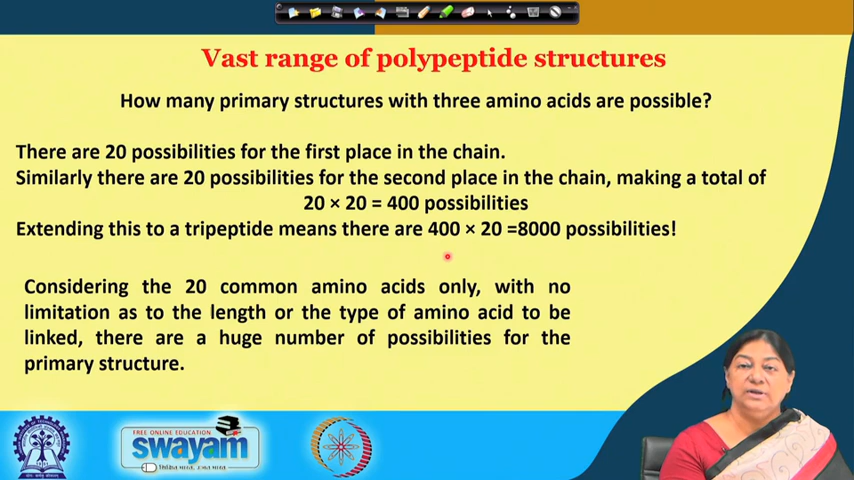 Vast range of polypeptide structures
How many primary structures with three amino acids are possible?
There are 20 possibilities for the first place in the chain.
Similarly there are 20 possibilities for the second place in the chain, making a total of
20 × 20 = 400 possibilities
Extending this to a tripeptide means there are 400 × 20 =8000 possibilities!
Considering the 20 common amino acids only, with no
limitation as to the length or the type of amino acid to be
linked, there are a huge number of possibilities for the
primary structure.
FREE ONLINE EDUCATION
swayam